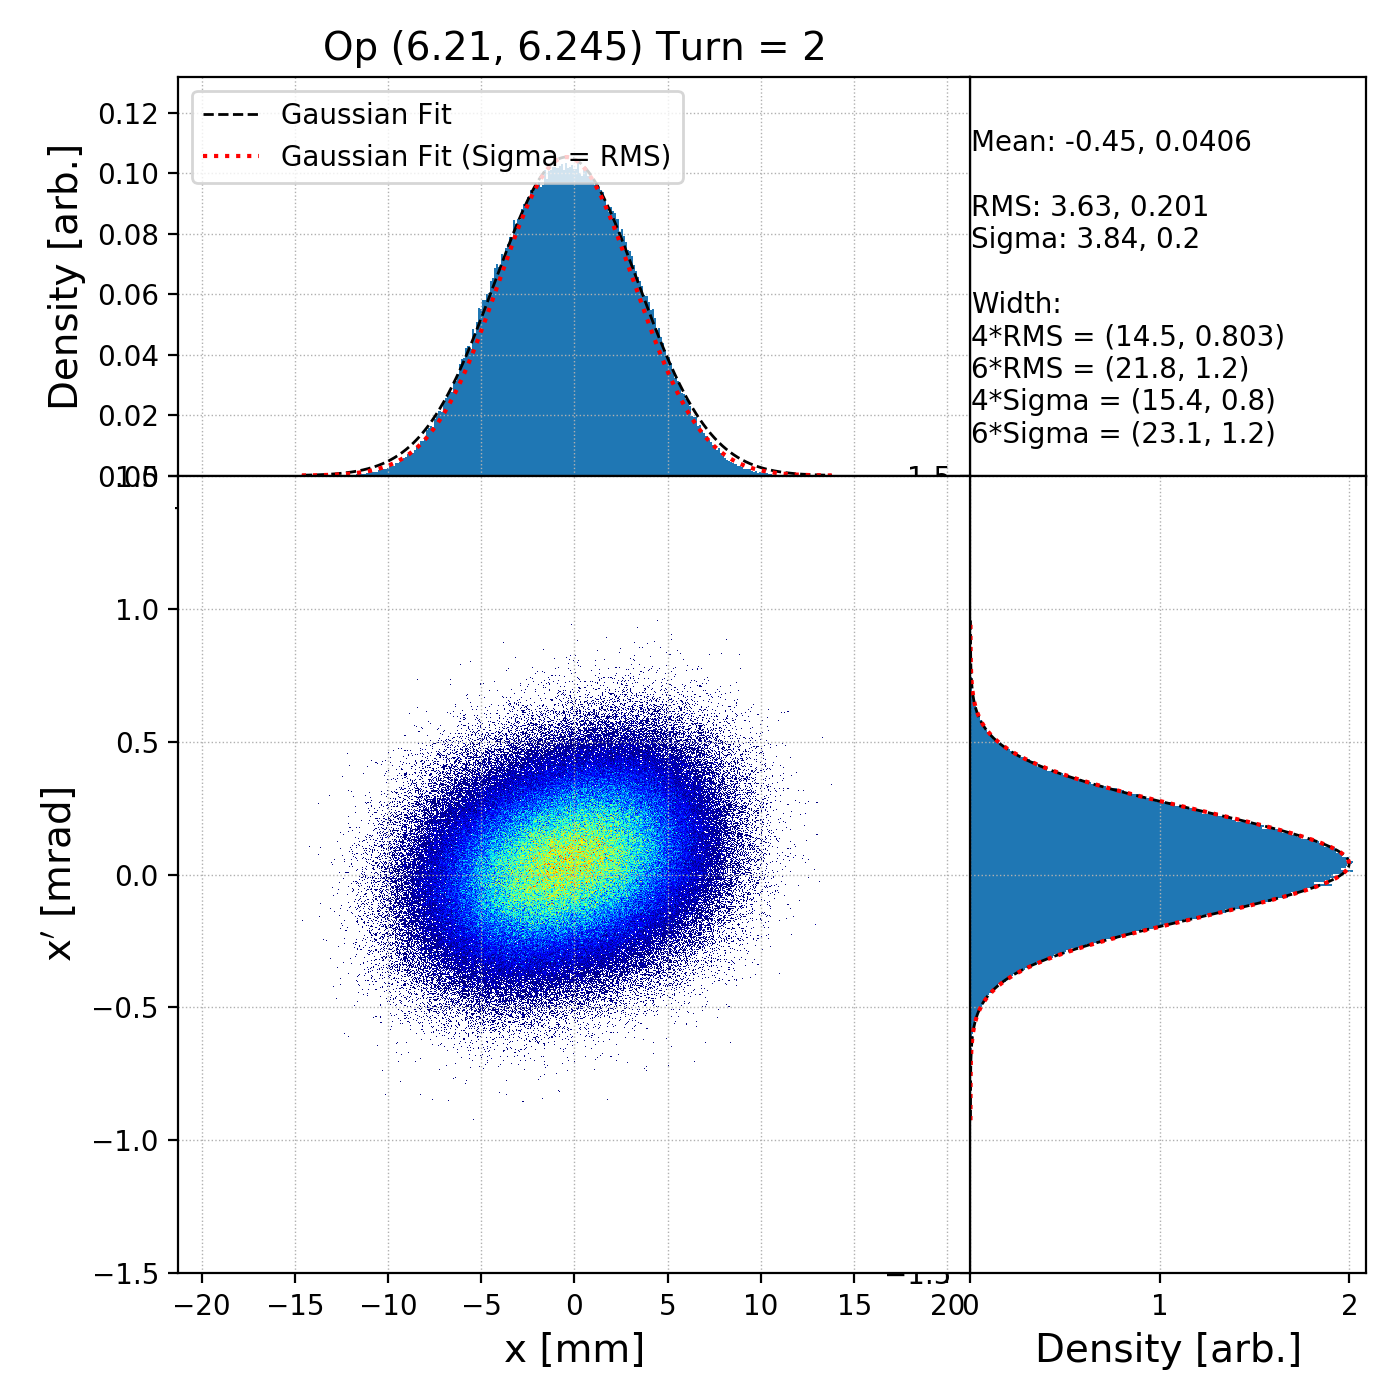 Op (6.21, 6.245) Turn = 2
Gaussian Fit
Gaussian Fit (Sigma = RMS)
Density [arb.]
0.12
0.10
0.08
0.06
0.04
0.02
Mean: -0.45, 0.0406
RMS: 3.63, 0.201
Sigma: 3.84, 0.2
Width:
4*RMS = (14.5, 0.803)
6*RMS = (21.8, 1.2)
4*Sigma = (15.4, 0.8)
6*Sigma = (23.1, 1.2)
1.5
x′ [mrad]
1.0
0.5
0.0
−0.5
−1.0
−1.5
−1.5
−20 −15 −10 −5 0 5 10 15 20
x [mm]
0 1 2
Density [arb.]